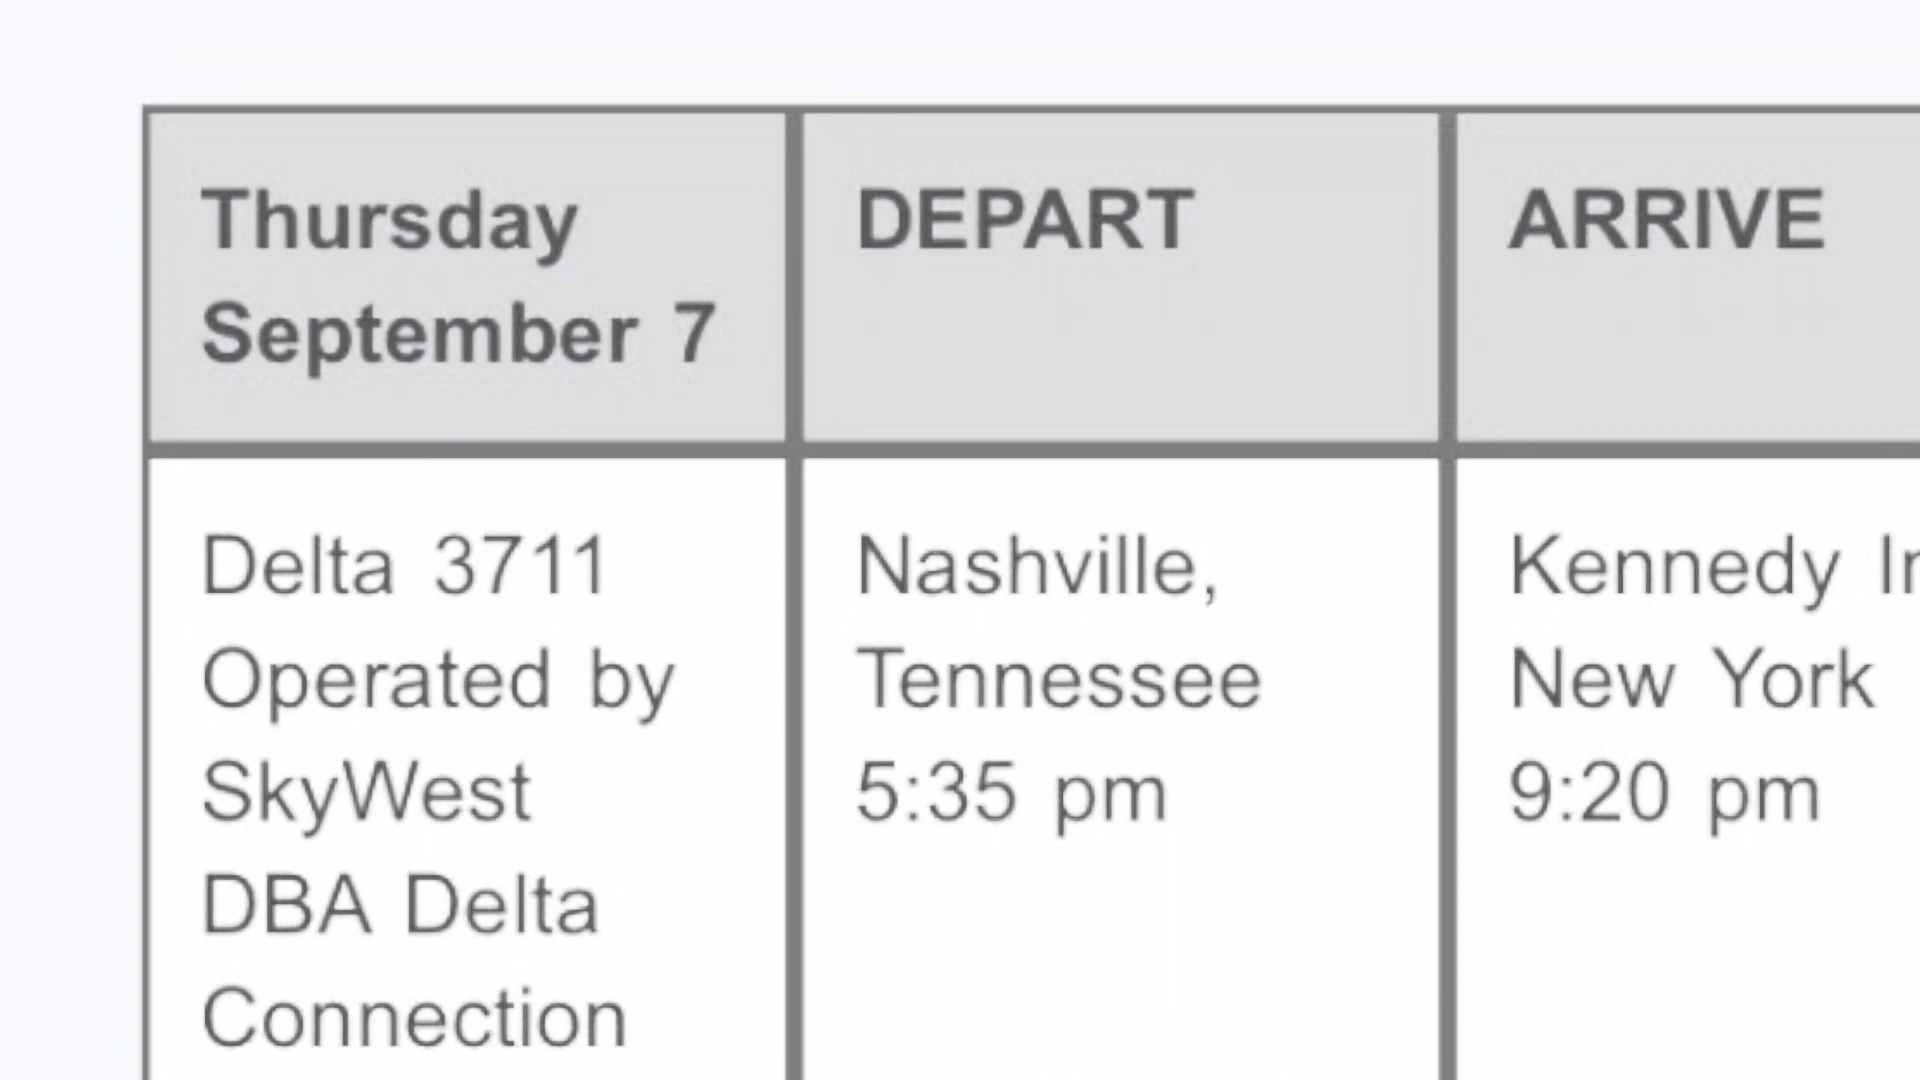 Thursday
September 7
DEPART
ARRIVE
Delta 3711
Operated by
SkyWest
DBA Delta
Connection
Nashville,
Tennessee
5:35 pm
Kennedy
New York
9:20 pm